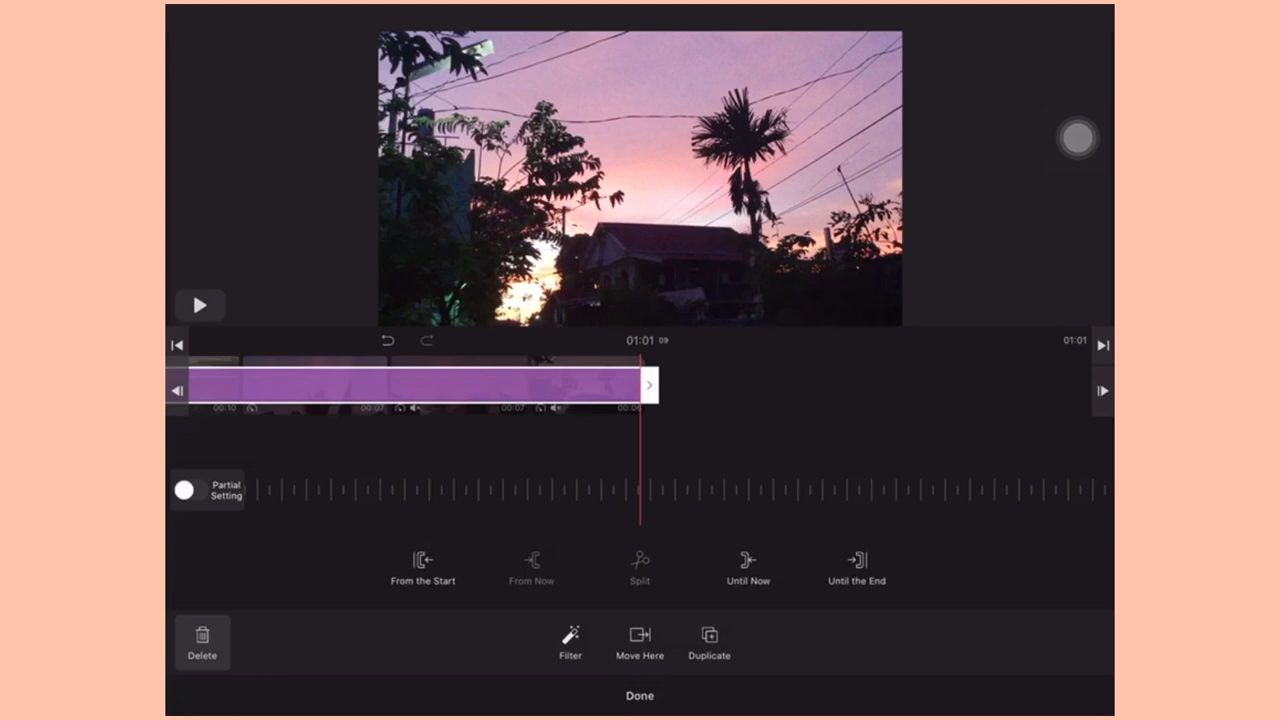 01:01 09
01:01
00:10
00:07
00:07
00:06
Partial
Setting
From the Start
From Now
Split
Until Now
Until the End
Delete
Filter
Move Here
Duplicate
Done